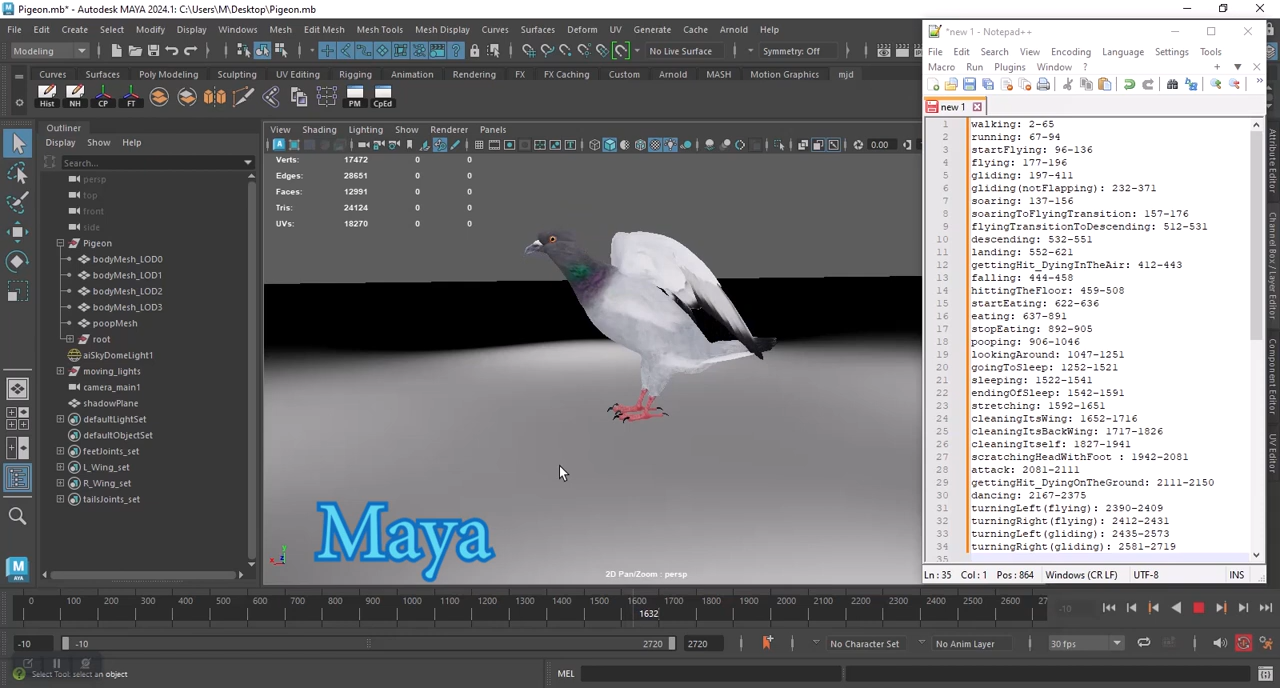 Pigeon.mb* - Autodesk MAYA 2024.1: C:\Users\M\Desktop\Pigeon.mb
File Edit Create Select Modify Display Windows Mesh Edit Mesh Mesh Tools Mesh Display Curves Surfaces Deform UV Generate Cache Arnold Help
Modeling
No Live Surface
Symmetry: Off
Curves Surfaces Poly Modeling Sculpting UV Editing Rigging Animation Rendering FX FX Caching Custom Arnold MASH Motion Graphics mjd
Hist NH CP FT PM CpEd
Outliner
Display Show Help
Search...
persp
top
front
side
Pigeon
bodyMesh_LOD0
bodyMesh_LOD1
bodyMesh_LOD2
bodyMesh_LOD3
poopMesh
root
aiSkyDomeLight1
moving_lights
camera_main1
shadowPlane
defaultLightSet
defaultObjectSet
feetJoints_set
L_Wing_set
R_Wing_set
tailsJoints_set
View Shading Lighting Show Renderer Panels
0.00
Verts: 17472 0 0
Edges: 28651 0 0
Faces: 12991 0 0
Tris: 24124 0 0
UVs: 18270 0 0
Maya
2D Pan/Zoom : persp
*new 1 - Notepad++
File Edit Search View Encoding Language Settings Tools
Macro Run Plugins Window ?
new 1
1 walking: 2-65
2 running: 67-94
3 startFlying: 96-136
4 flying: 177-196
5 gliding: 197-411
6 gliding(notFlapping): 232-371
7 soaring: 137-156
8 soaringToFlyingTransition: 157-176
9 flyingTransitionToDescending: 512-531
10 descending: 532-551
11 landing: 552-621
12 gettingHit_DyingInTheAir: 412-443
13 falling: 444-458
14 hittingTheFloor: 459-508
15 startEating: 622-636
16 eating: 637-891
17 stopEating: 892-905
18 pooping: 906-1046
19 lookingAround: 1047-1251
20 goingToSleep: 1252-1521
21 sleeping: 1522-1541
22 endingOfSleep: 1542-1591
23 stretching: 1592-1651
24 cleaningItsWing: 1652-1716
25 cleaningItsBackWing: 1717-1826
26 cleaningItself: 1827-1941
27 scratchingHeadWithFoot : 1942-2081
28 attack: 2081-2111
29 gettingHit_DyingOnTheGround: 2111-2150
30 dancing: 2167-2375
31 turningLeft(flying): 2390-2409
32 turningRight(flying): 2412-2431
33 turningLeft(gliding): 2435-2573
34 turningRight(gliding): 2581-2719
35
Ln: 35 Col: 1 Pos: 864 Windows (CR LF) UTF-8 INS
Attribute Editor
Channel Box / Layer Editor
Component Editor
UV Editor
0 100 200 300 400 500 600 700 800 900 1000 1100 1200 1300 1400 1500 1600 1700 1800 1900 2000 2100 2200 2300 2400 2500 2600 27
1632
-10
-10 -10 2720 2720 No Character Set No Anim Layer 30 fps
Select Tool: select an object
MEL